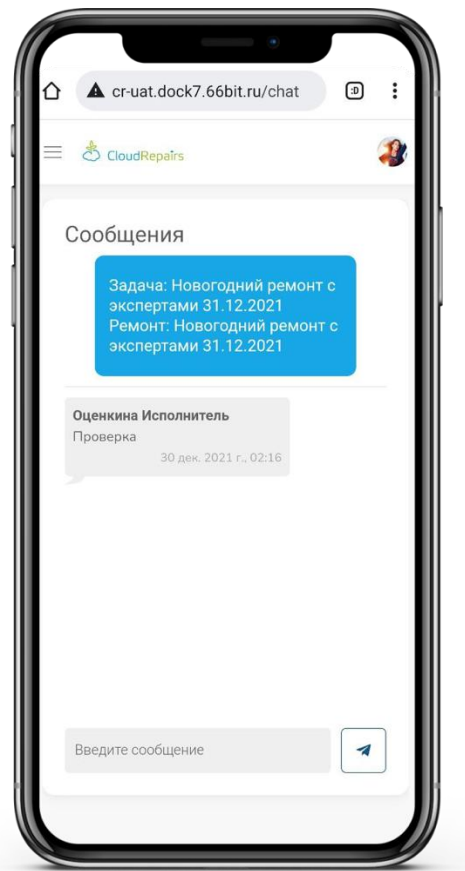 cr-uat.dock7.66bit.ru/chat
:D
CloudRepairs
Сообщения
Задача: Новогодний ремонт с
экспертами 31.12.2021
Ремонт: Новогодний ремонт с
экспертами 31.12.2021
Оценкина Исполнитель
Проверка
30 дек. 2021 г., 02:16
Введите сообщение